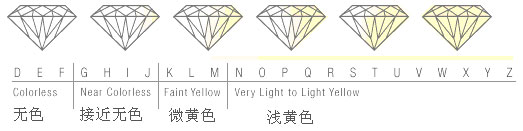 D E F G H I J K L M N O P Q R S T U V W X Y Z
Colorless Near Colorless Faint Yellow Very Light to Light Yellow
无色 接近无色 微黄色 浅黄色